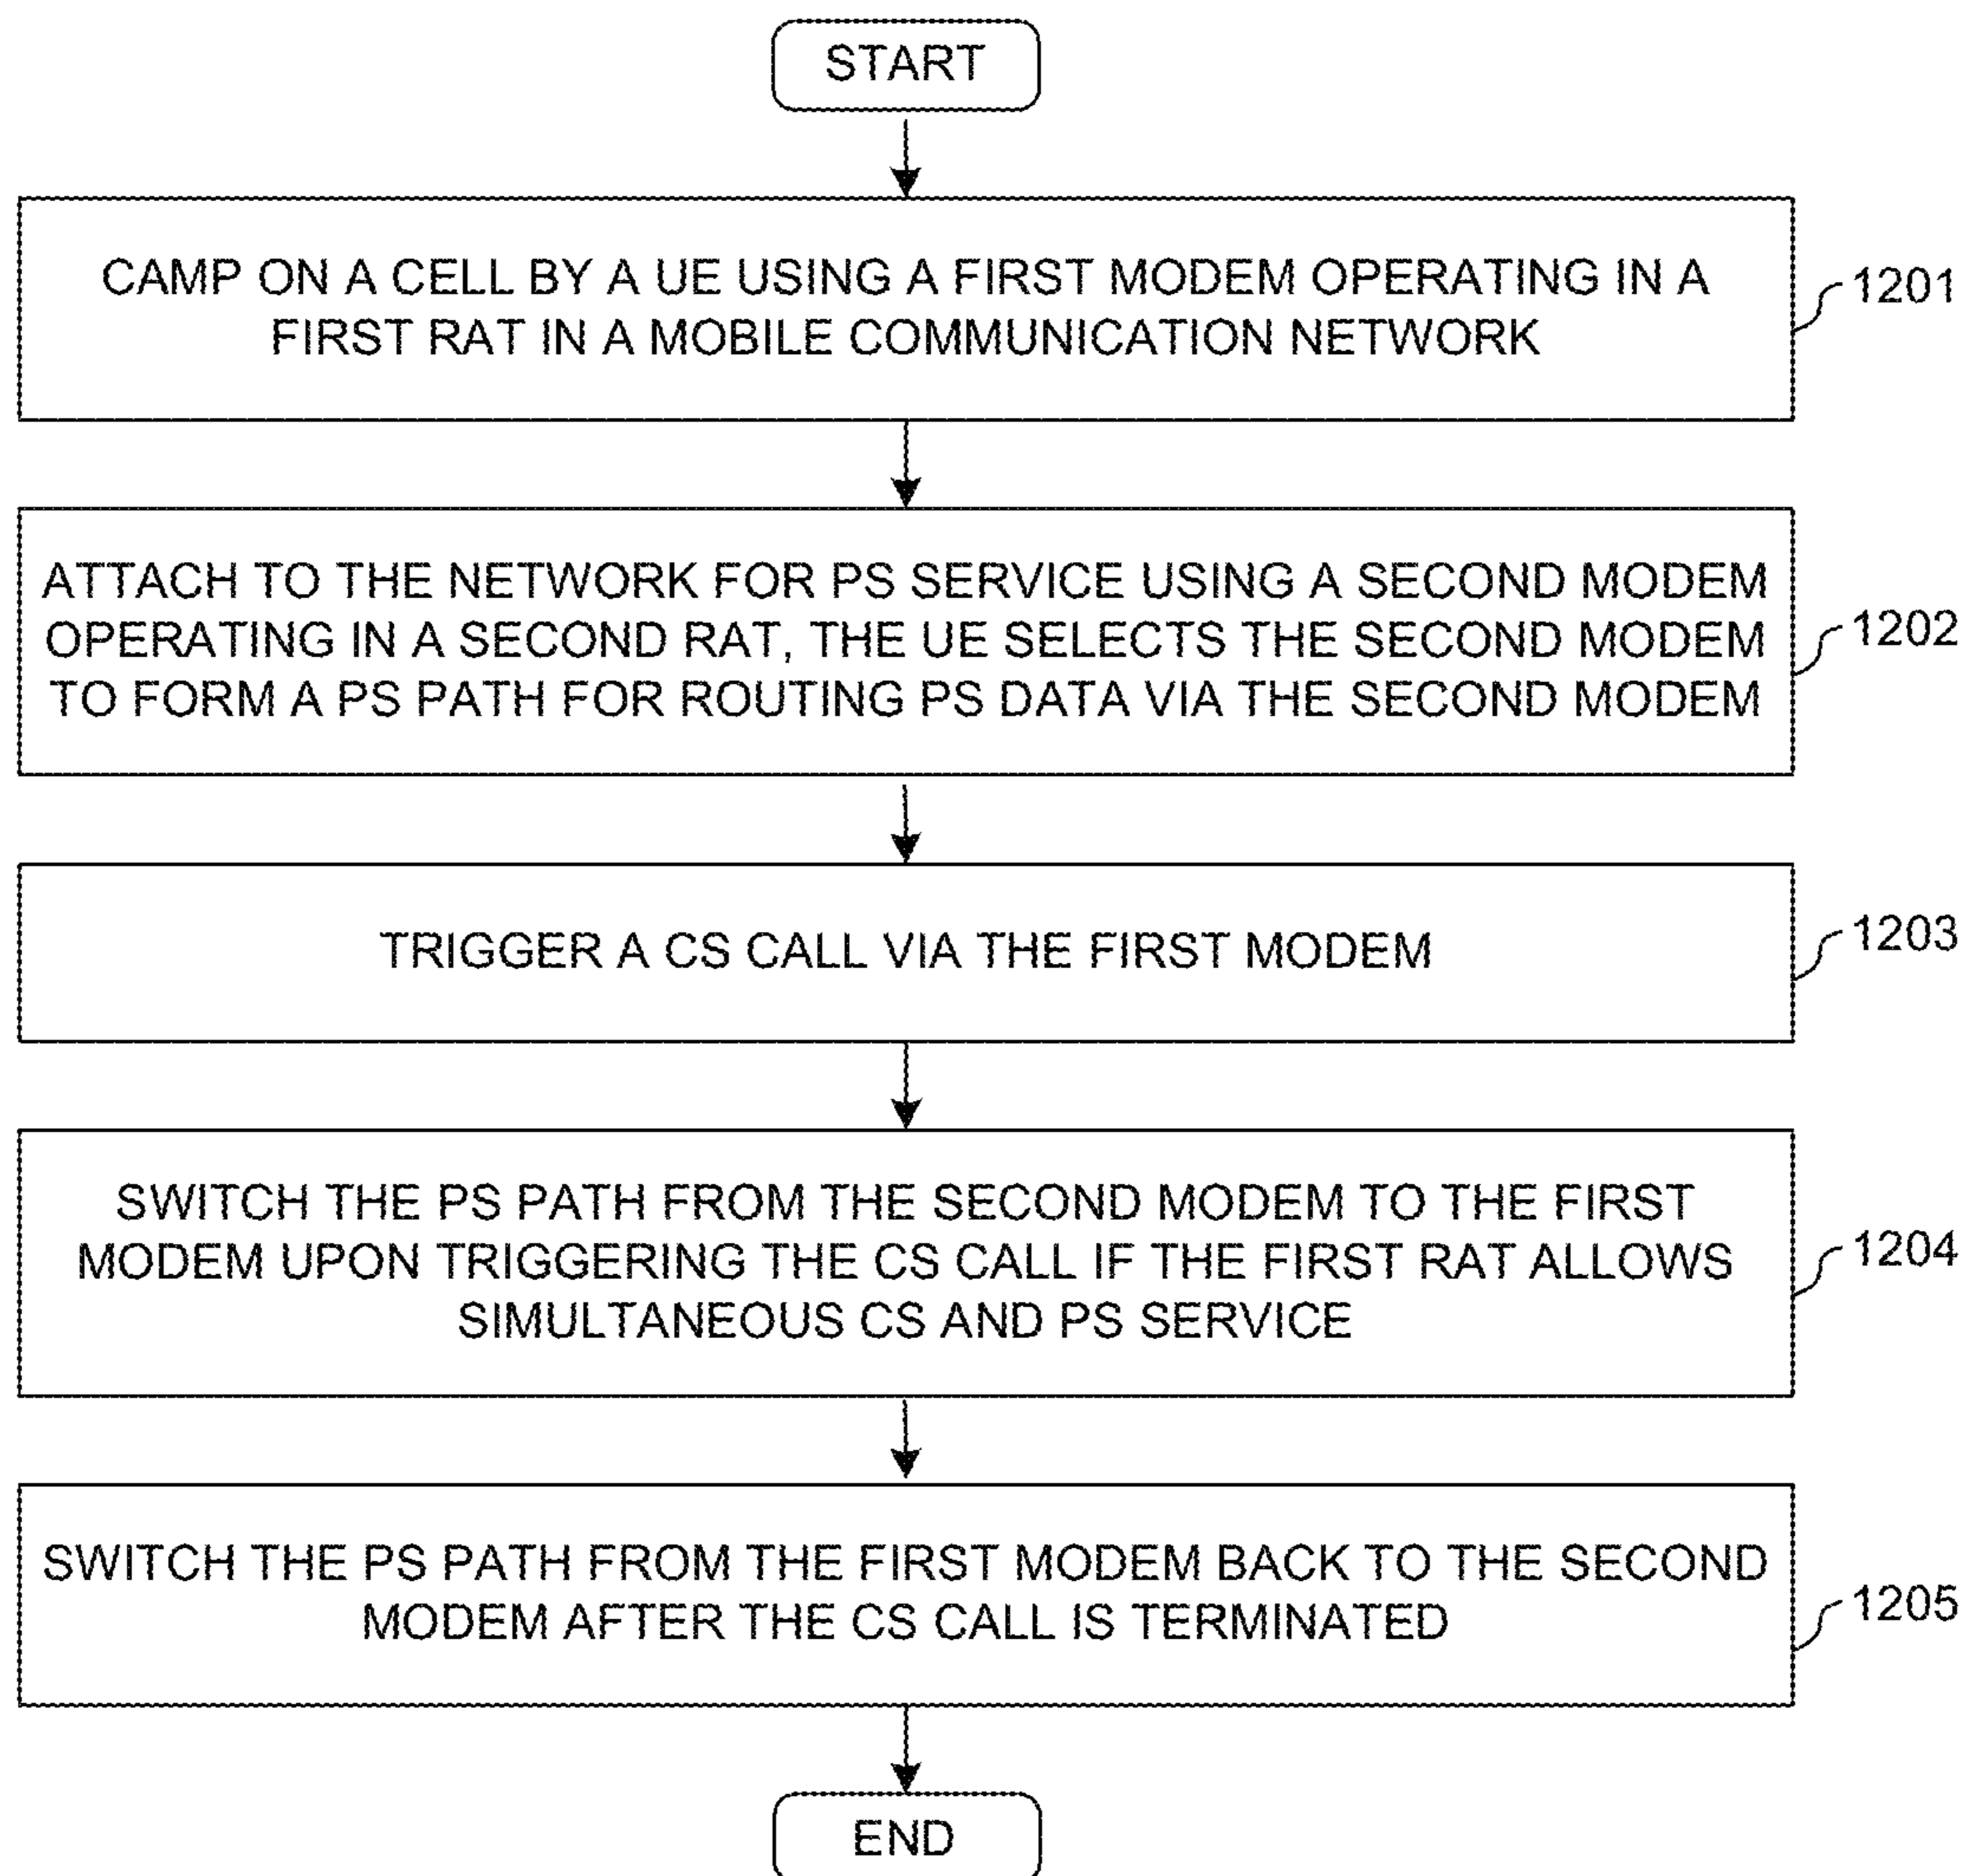 START
CAMP ON A CELL BY A UE USING A FIRST MODEM OPERATING IN A
FIRST RAT IN A MOBILE COMMUNICATION NETWORK
1201
ATTACH TO THE NETWORK FOR PS SERVICE USING A SECOND MODEM
OPERATING IN A SECOND RAT, THE UE SELECTS THE SECOND MODEM
TO FORM A PS PATH FOR ROUTING PS DATA VIA THE SECOND MODEM
1202
TRIGGER A CS CALL VIA THE FIRST MODEM
1203
SWITCH THE PS PATH FROM THE SECOND MODEM TO THE FIRST
MODEM UPON TRIGGERING THE CS CALL IF THE FIRST RAT ALLOWS
SIMULTANEOUS CS AND PS SERVICE
1204
SWITCH THE PS PATH FROM THE FIRST MODEM BACK TO THE SECOND
MODEM AFTER THE CS CALL IS TERMINATED
1205
END